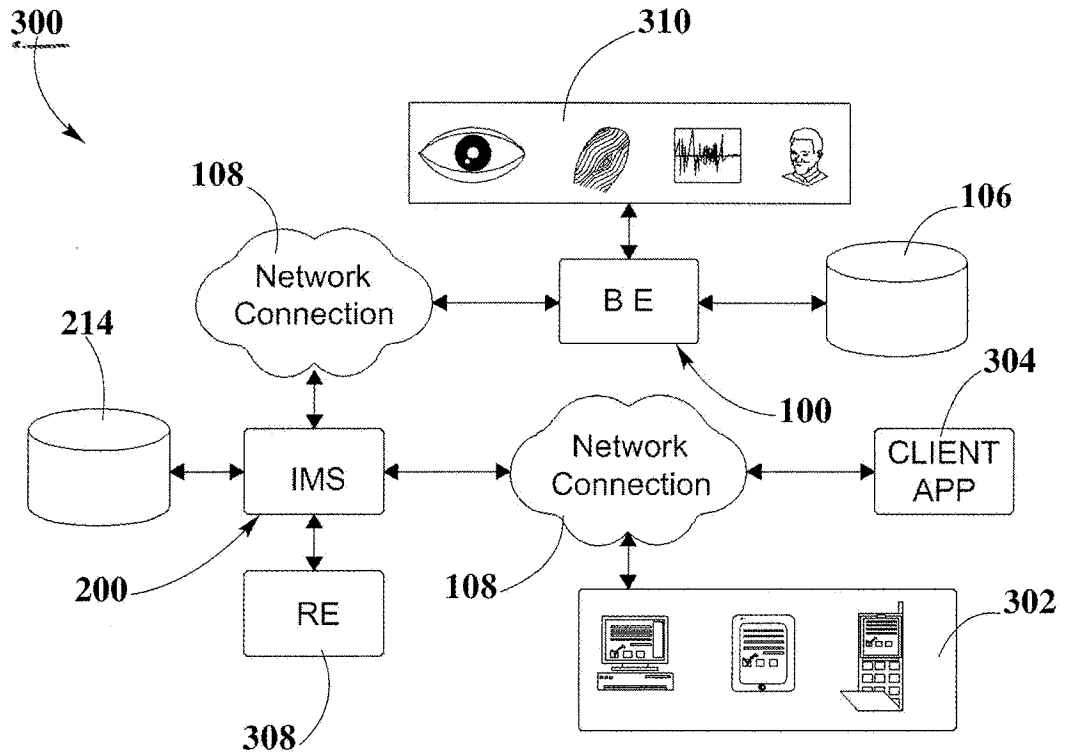 300
310
108
106
Network
Connection
B E
214
304
100
Network
Connection
CLIENT
APP
IMS
200
108
RE
302
308